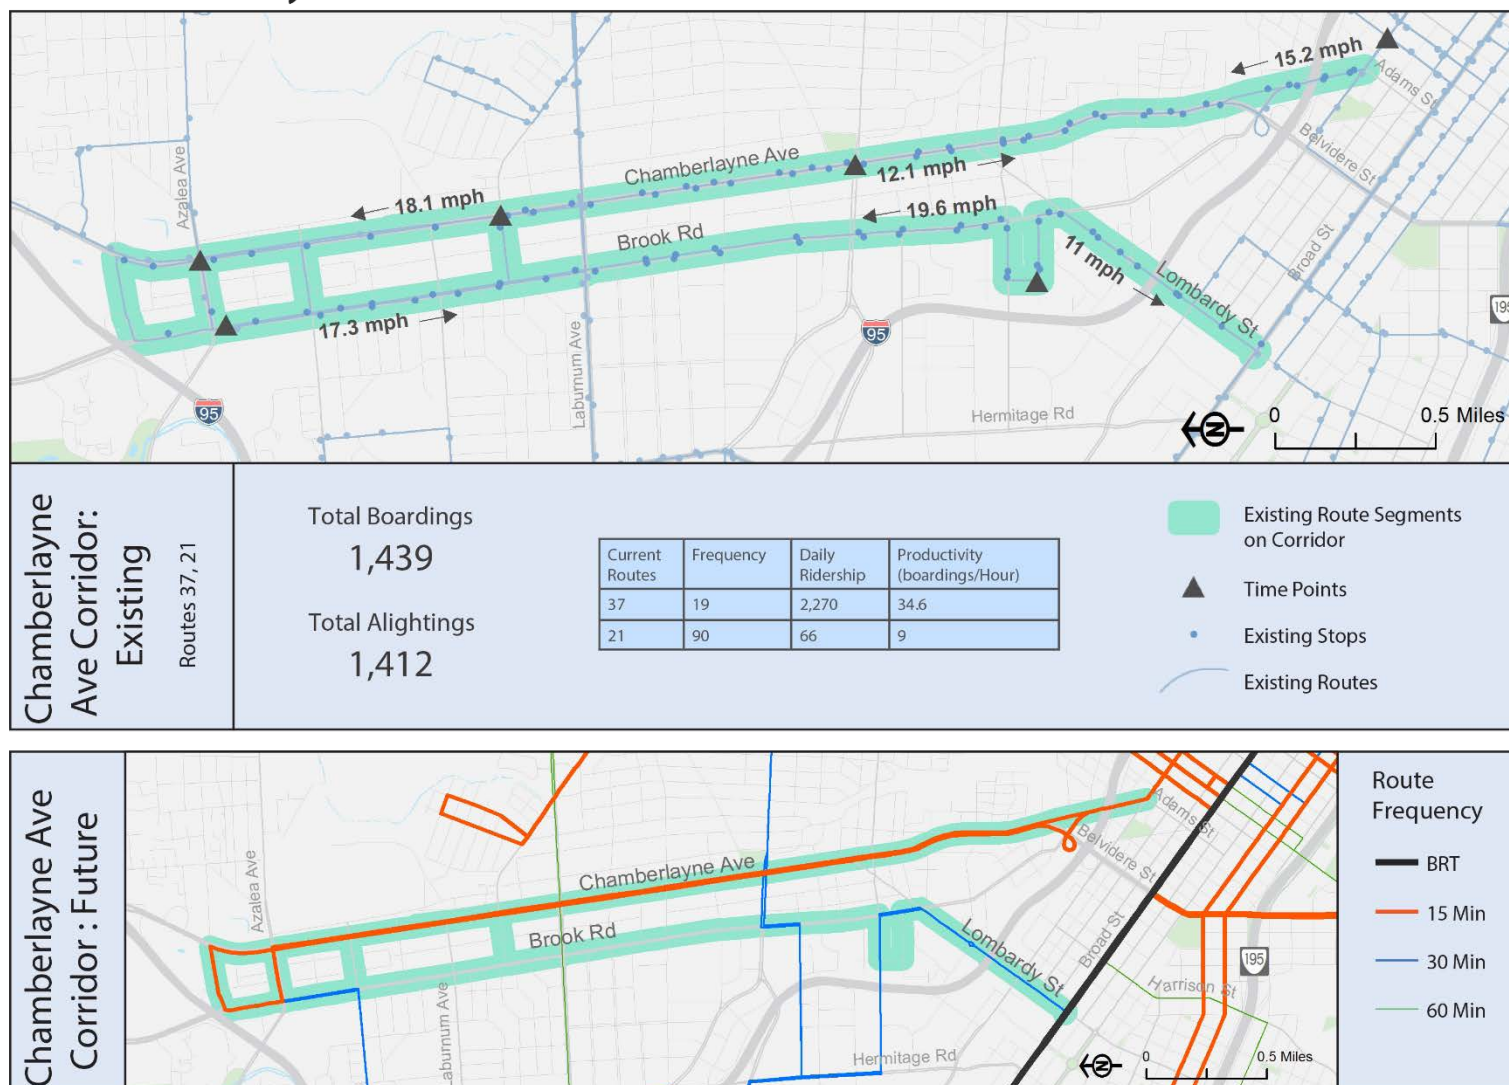 15.2 mph
Adams St
Belvidere St
Azalea Ave
Chamberlayne Ave
12.1 mph
18.1 mph
19.6 mph
Brook Rd
11 mph
Lombardy St
Broad St
195
17.3 mph
Laburnum Ave
95
95
Hermitage Rd
N
0
0.5 Miles
Chamberlayne
Ave Corridor:
Existing
Routes 37, 21
Total Boardings
1,439
Total Alightings
1,412
Current Routes
Frequency
Daily Ridership
Productivity (boardings/Hour)
37
19
2,270
34.6
21
90
66
9
Existing Route Segments
on Corridor
Time Points
Existing Stops
Existing Routes
Chamberlayne Ave
Corridor : Future
Azalea Ave
Chamberlayne Ave
Adams St
Belvidere St
Brook Rd
Lombardy St
Broad St
195
Harrison St
Laburnum Ave
Hermitage Rd
N
0
0.5 Miles
Route
Frequency
BRT
15 Min
30 Min
60 Min